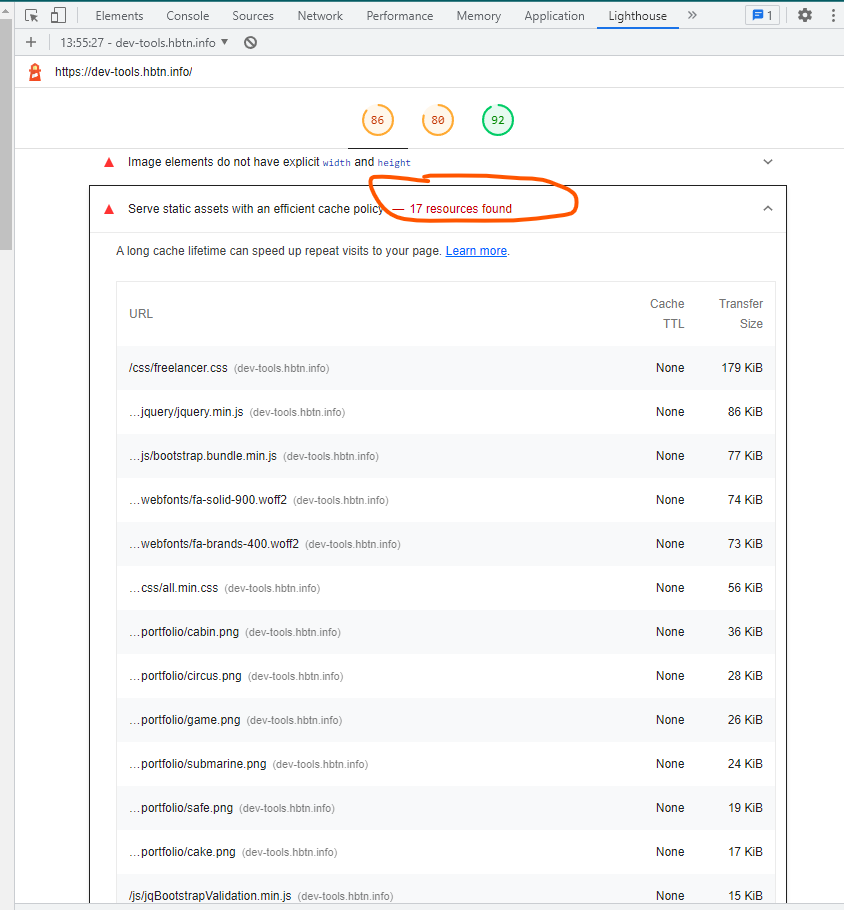 Elements Console Sources Network Performance Memory Application Lighthouse » 1
+ 13:55:27 - dev-tools.hbtn.info ▼
https://dev-tools.hbtn.info/
86 80 92
Image elements do not have explicit width and height
Serve static assets with an efficient cache policy — 17 resources found
A long cache lifetime can speed up repeat visits to your page. Learn more.
URL Cache TTL Transfer Size
/css/freelancer.css (dev-tools.hbtn.info) None 179 KiB
…jquery/jquery.min.js (dev-tools.hbtn.info) None 86 KiB
…js/bootstrap.bundle.min.js (dev-tools.hbtn.info) None 77 KiB
…webfonts/fa-solid-900.woff2 (dev-tools.hbtn.info) None 74 KiB
…webfonts/fa-brands-400.woff2 (dev-tools.hbtn.info) None 73 KiB
…css/all.min.css (dev-tools.hbtn.info) None 56 KiB
…portfolio/cabin.png (dev-tools.hbtn.info) None 36 KiB
…portfolio/circus.png (dev-tools.hbtn.info) None 28 KiB
…portfolio/game.png (dev-tools.hbtn.info) None 26 KiB
…portfolio/submarine.png (dev-tools.hbtn.info) None 24 KiB
…portfolio/safe.png (dev-tools.hbtn.info) None 19 KiB
…portfolio/cake.png (dev-tools.hbtn.info) None 17 KiB
/js/jqBootstrapValidation.min.js (dev-tools.hbtn.info) None 15 KiB